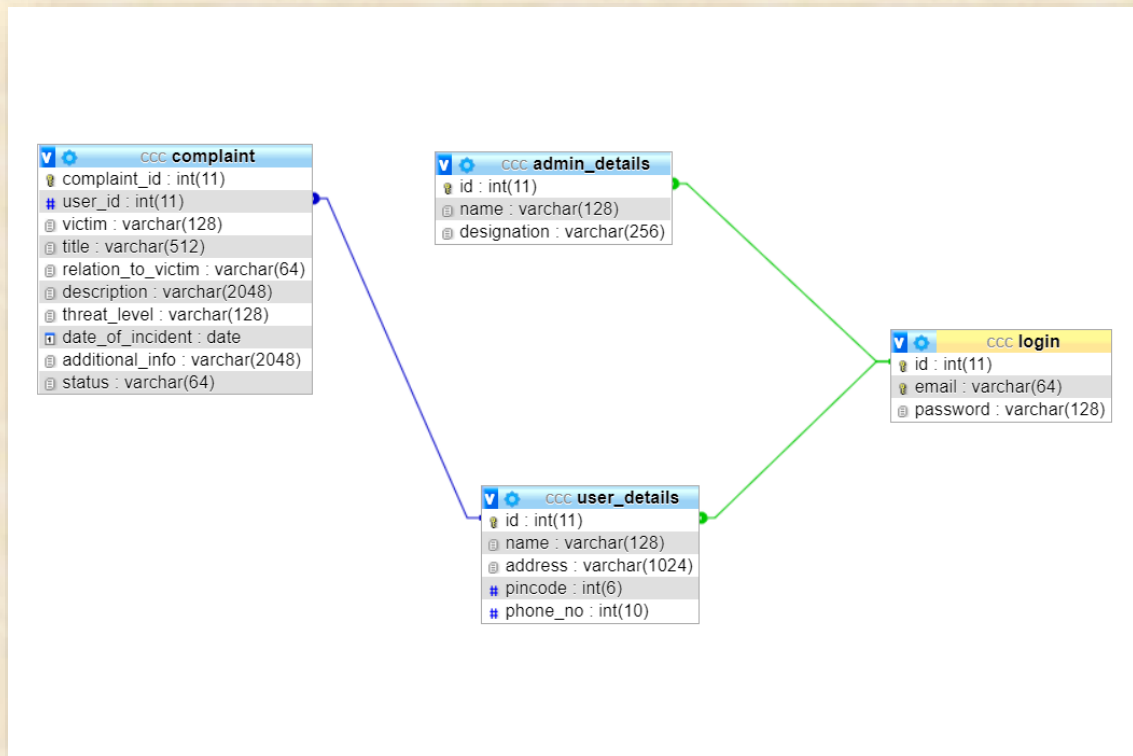 ccc complaint
complaint_id : int(11)
# user_id : int(11)
victim : varchar(128)
title : varchar(512)
relation_to_victim : varchar(64)
description : varchar(2048)
threat_level : varchar(128)
date_of_incident : date
additional_info : varchar(2048)
status : varchar(64)
ccc admin_details
id : int(11)
name : varchar(128)
designation : varchar(256)
ccc login
id : int(11)
email : varchar(64)
password : varchar(128)
ccc user_details
id : int(11)
name : varchar(128)
address : varchar(1024)
# pincode : int(6)
# phone_no : int(10)